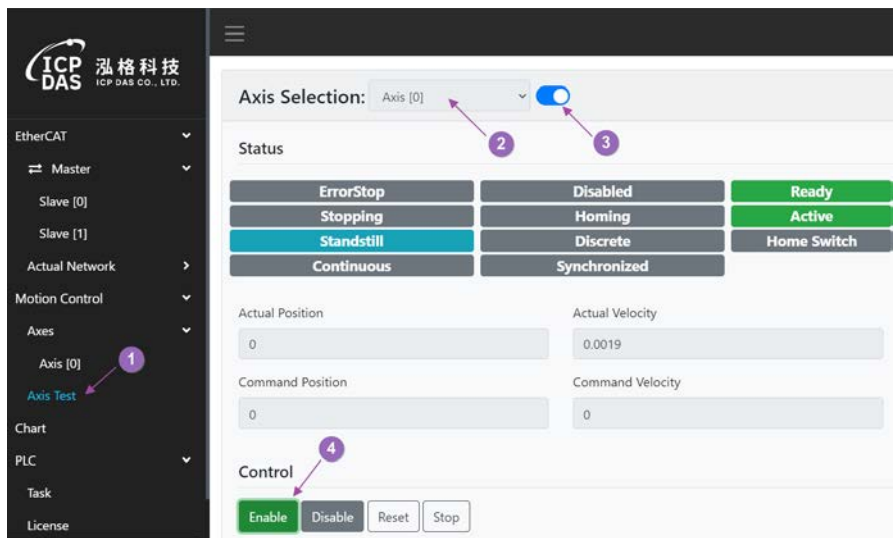 ICP DAS 泓格科技
ICP DAS CO., LTD.
EtherCAT
Master
Slave [0]
Slave [1]
Actual Network
Motion Control
Axes
Axis [0]
1
Axis Test
Chart
PLC
Task
License
Axis Selection: Axis [0]
2
3
Status
ErrorStop Disabled Ready
Stopping Homing Active
Standstill Discrete Home Switch
Continuous Synchronized
Actual Position Actual Velocity
0 0.0019
Command Position Command Velocity
0 0
4
Control
Enable Disable Reset Stop